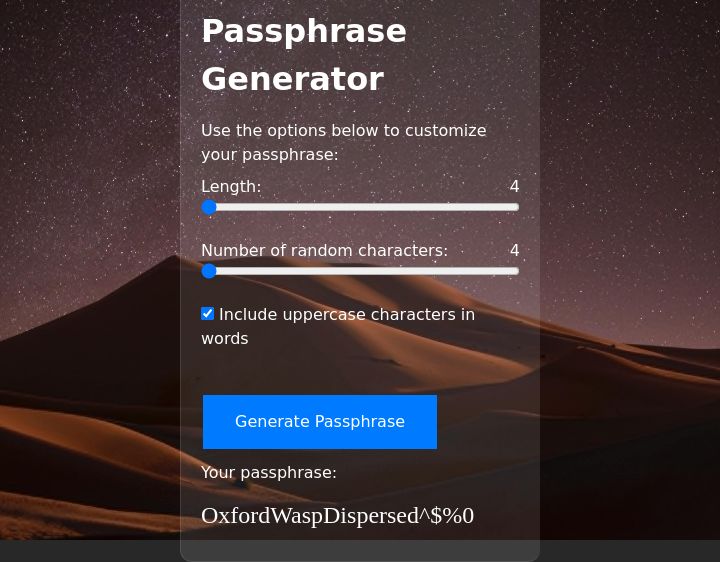 Passphrase
Generator
Use the options below to customize
your passphrase:
Length: 4
Number of random characters: 4
Include uppercase characters in
words
Generate Passphrase
Your passphrase:
OxfordWaspDispersed^$%0